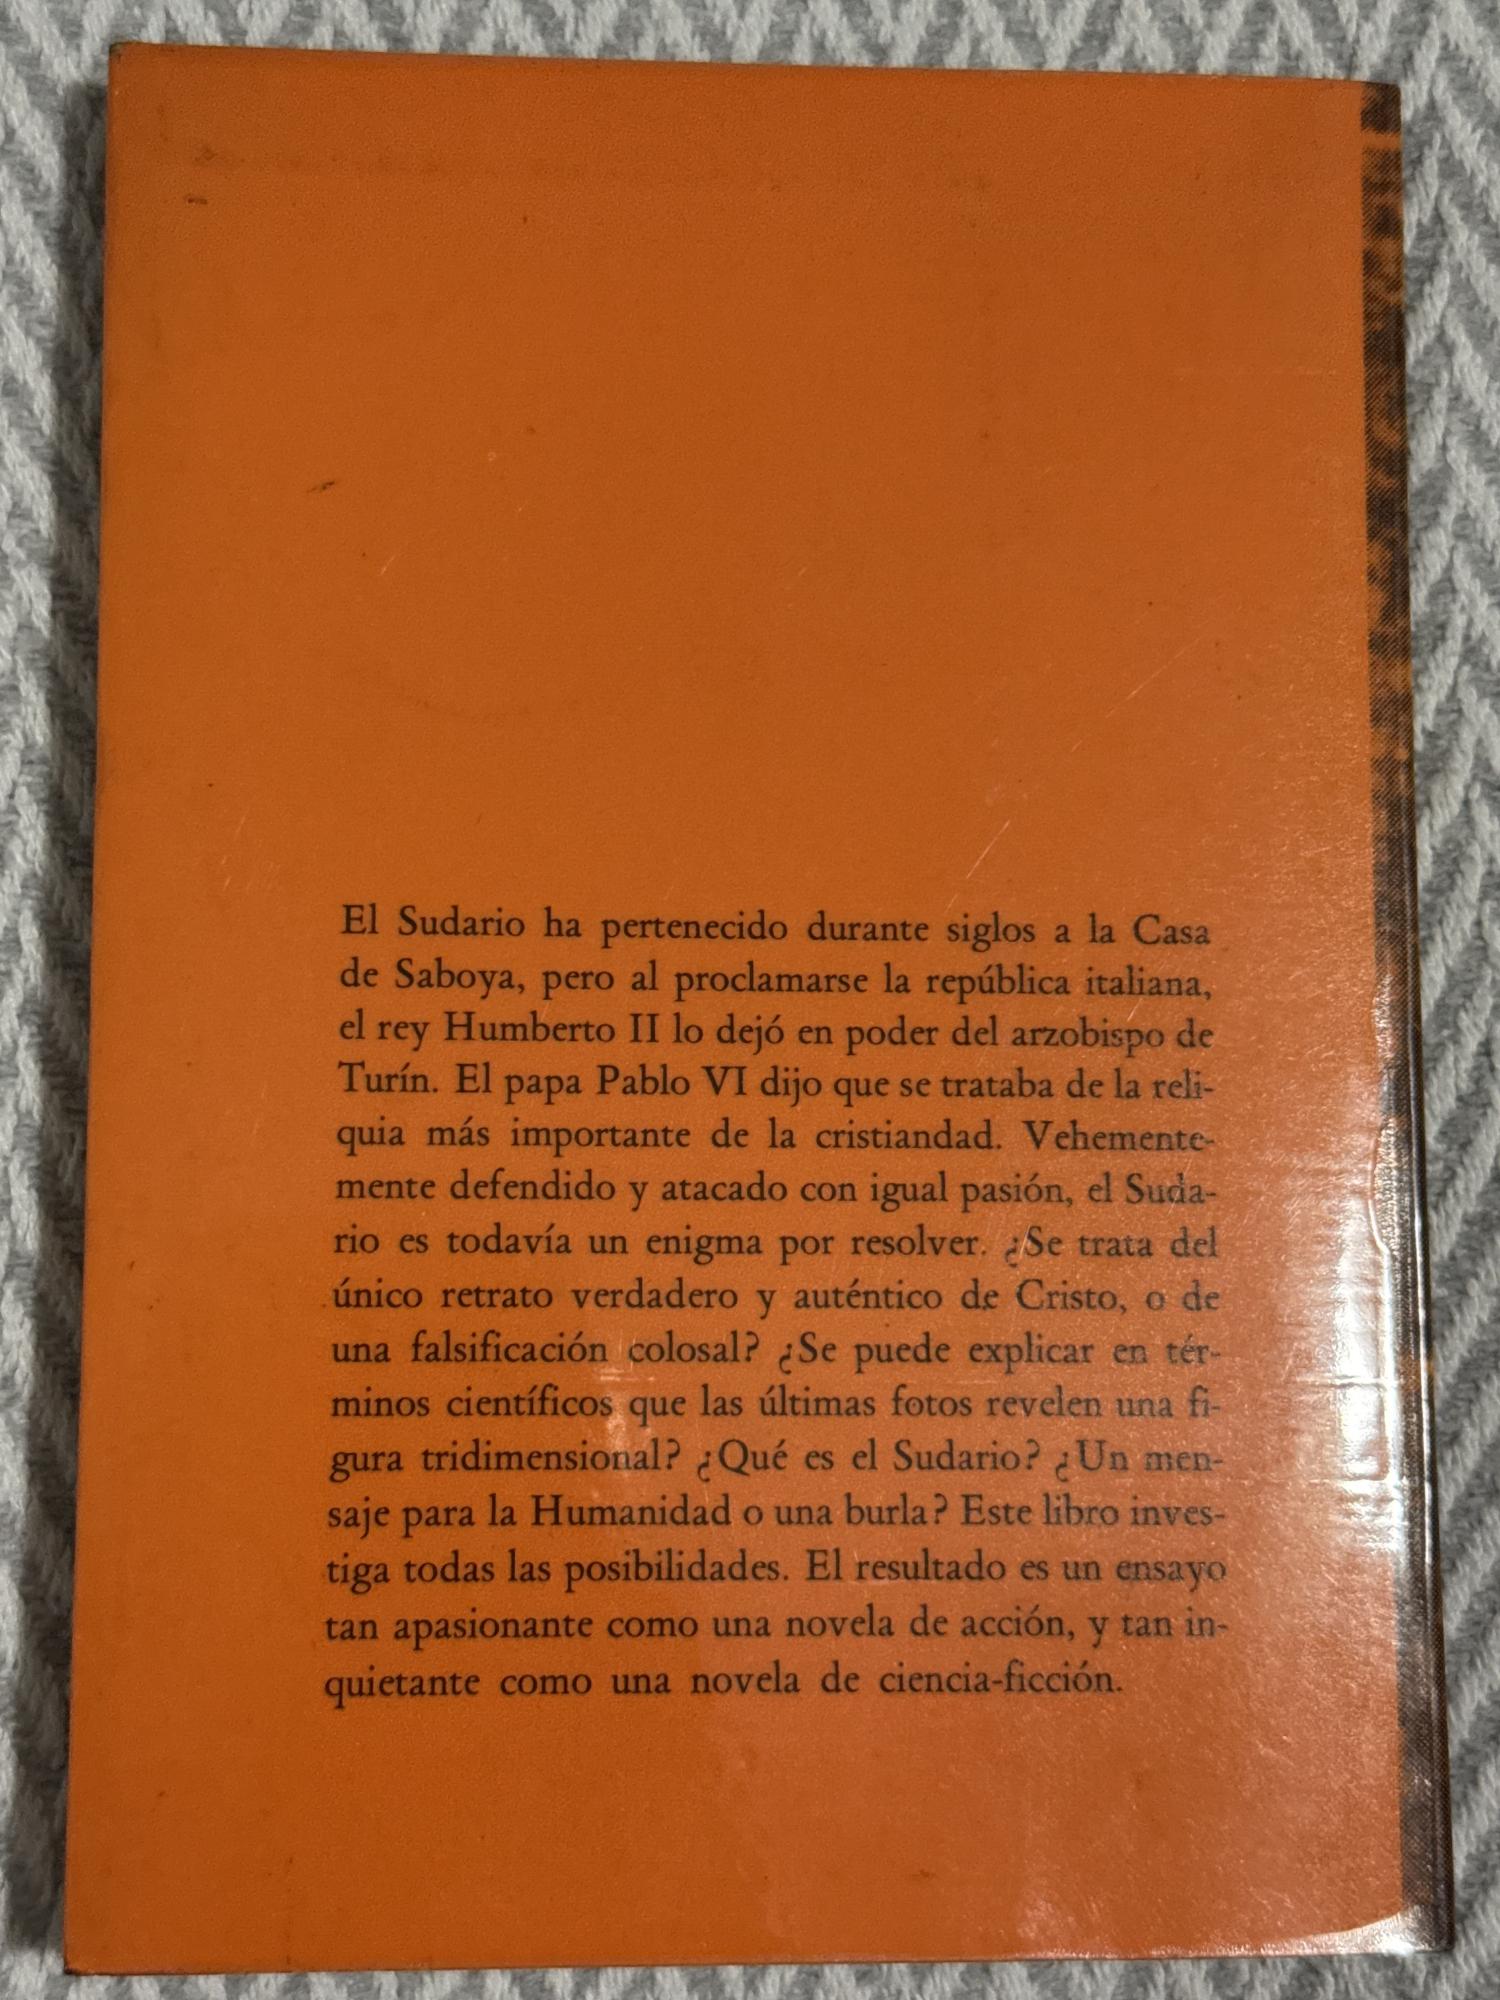 El Sudario ha pertenecido durante siglos a la Casa
de Saboya, pero al proclamarse la república italiana,
el rey Humberto II lo dejó en poder del arzobispo de
Turín. El papa Pablo VI dijo que se trataba de la reli-
quia más importante de la cristiandad. Vehemente-
mente defendido y atacado con igual pasión, el Suda-
rio es todavía un enigma por resolver. ¿Se trata del
único retrato verdadero y auténtico de Cristo, o de
una falsificación colosal? ¿Se puede explicar en tér-
minos científicos que las últimas fotos revelen una fi-
gura tridimensional? ¿Qué es el Sudario? ¿Un men-
saje para la Humanidad o una burla? Este libro inves-
tiga todas las posibilidades. El resultado es un ensayo
tan apasionante como una novela de acción, y tan in-
quietante como una novela de ciencia-ficción.